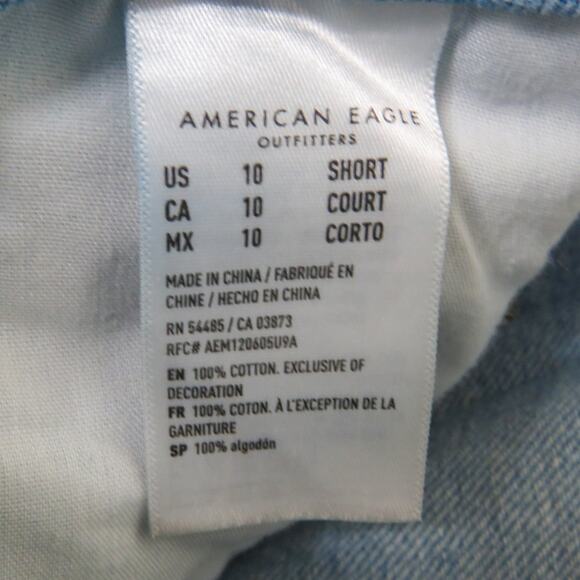 AMERICAN EAGLE
OUTFITTERS
US 10 SHORT
CA 10 COURT
MX 10 CORTO
MADE IN CHINA / FABRIQUÉ EN
CHINE / HECHO EN CHINA
RN 54485 / CA 03873
RFC# AEM120605U9A
EN 100% COTTON. EXCLUSIVE OF
DECORATION
FR 100% COTON. À L'EXCEPTION DE LA
GARNITURE
SP 100% algodón